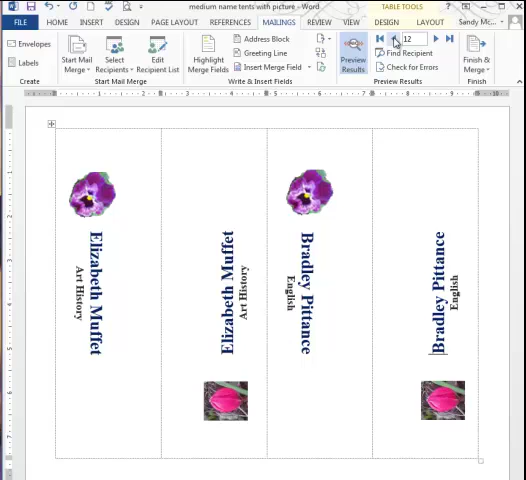 medium name tents with picture - Word
TABLE TOOLS
FILE HOME INSERT DESIGN PAGE LAYOUT REFERENCES MAILINGS REVIEW VIEW DESIGN LAYOUT Sandy Mc...
Envelopes
Labels
Create
Start Mail Merge
Select Recipients
Edit Recipient List
Start Mail Merge
Highlight Merge Fields
Address Block
Greeting Line
Insert Merge Field
Write & Insert Fields
Preview Results
12
Find Recipient
Check for Errors
Preview Results
Finish & Merge
Finish
Elizabeth Muffet
Art History
Elizabeth Muffet
Art History
Bradley Pittance
English
Bradley Pittance
English